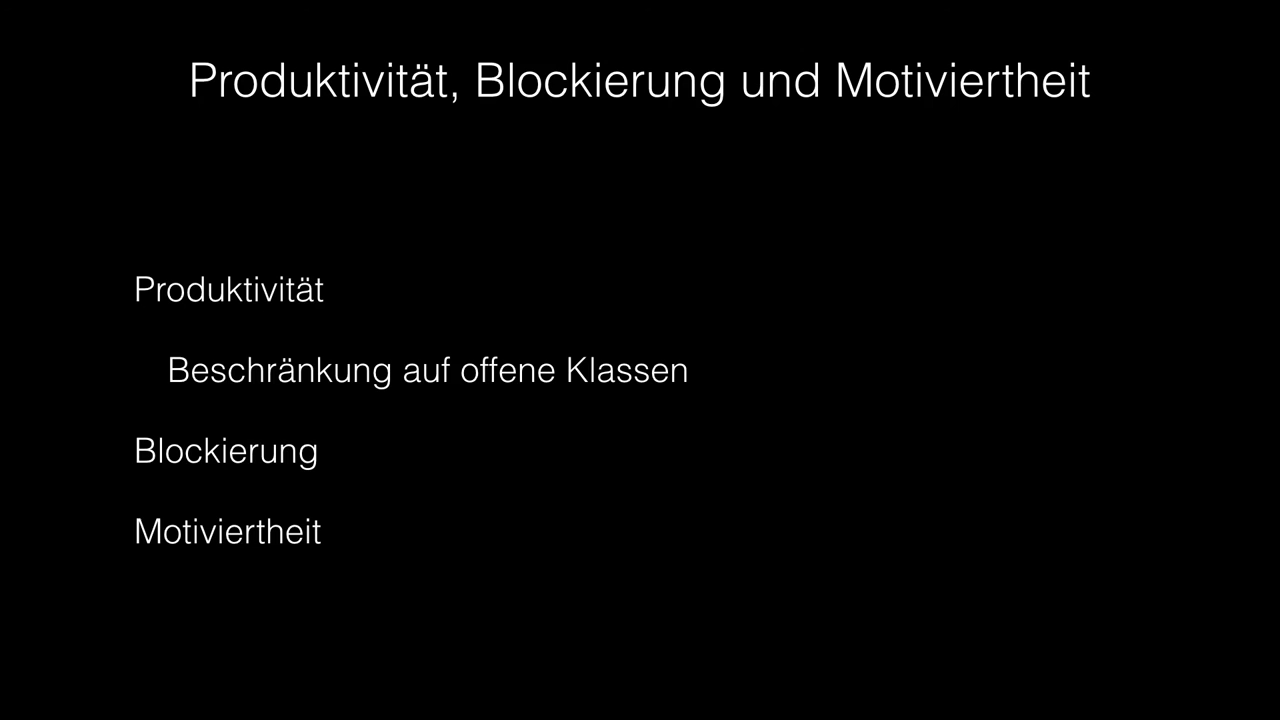 Produktivität, Blockierung und Motiviertheit
Produktivität
Beschränkung auf offene Klassen
Blockierung
Motiviertheit